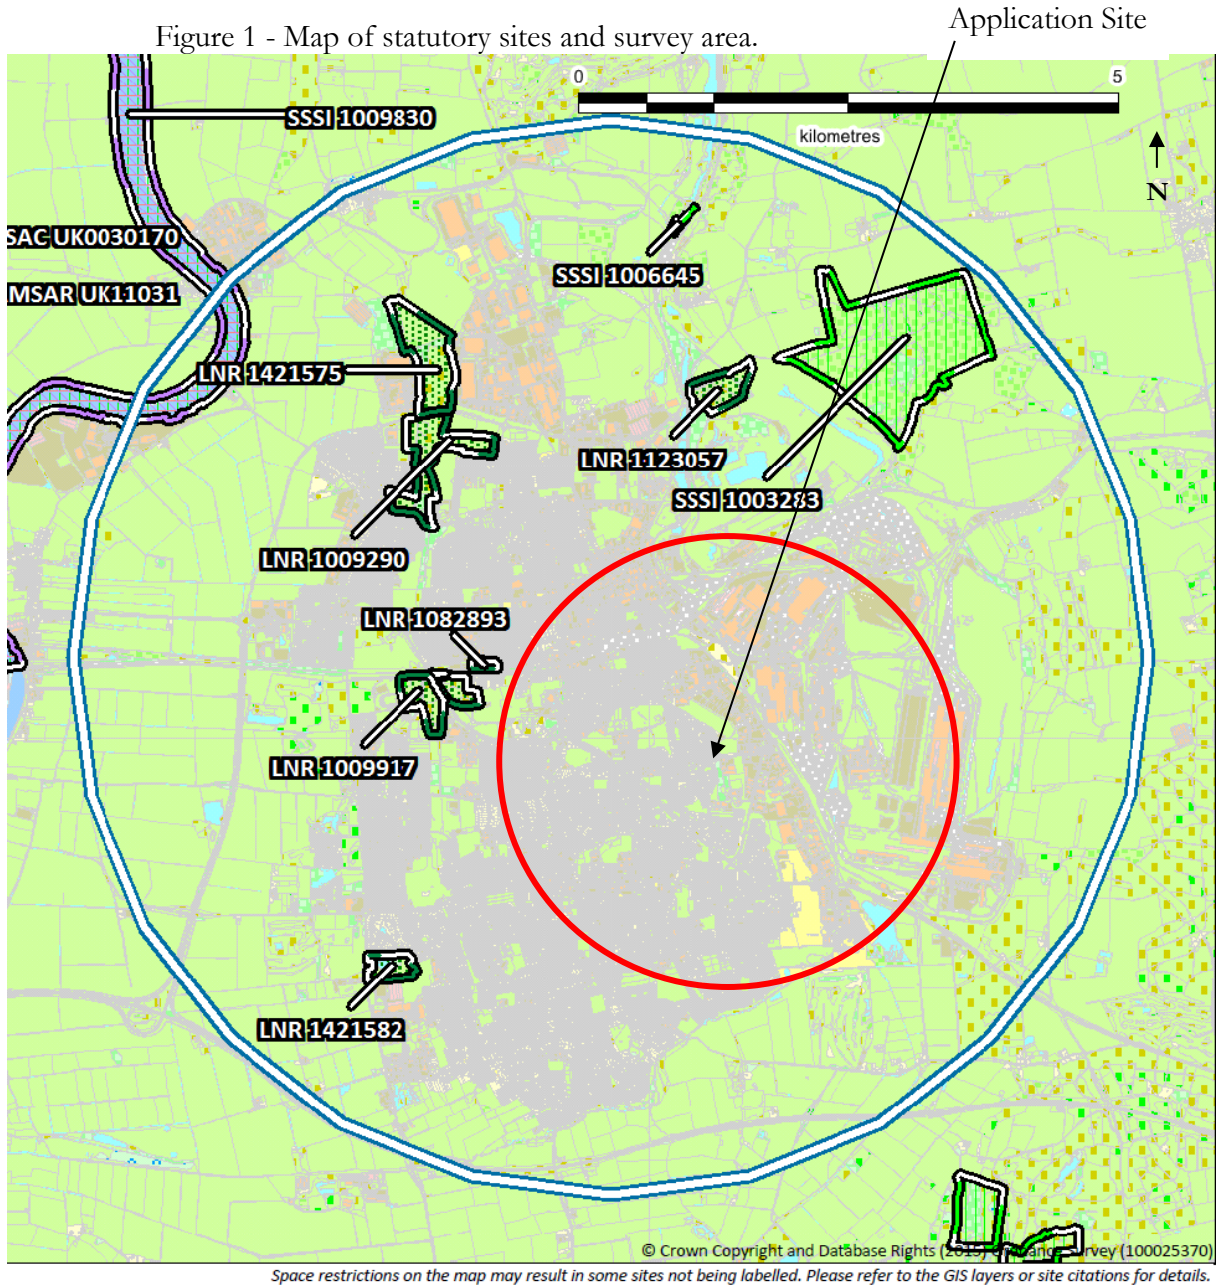 Application Site
Figure 1 - Map of statutory sites and survey area.
0 5
kilometres
N
SSSI 1009830
SAC UK0030170
MSAR UK11031
SSSI 1006645
LNR 1421575
LNR 1123057
SSSI 1003283
LNR 1009290
LNR 1082893
LNR 1009917
LNR 1421582
© Crown Copyright and Database Rights (2015) Ordnance Survey (100025370)
Space restrictions on the map may result in some sites not being labelled. Please refer to the GIS layers or site citations for details.